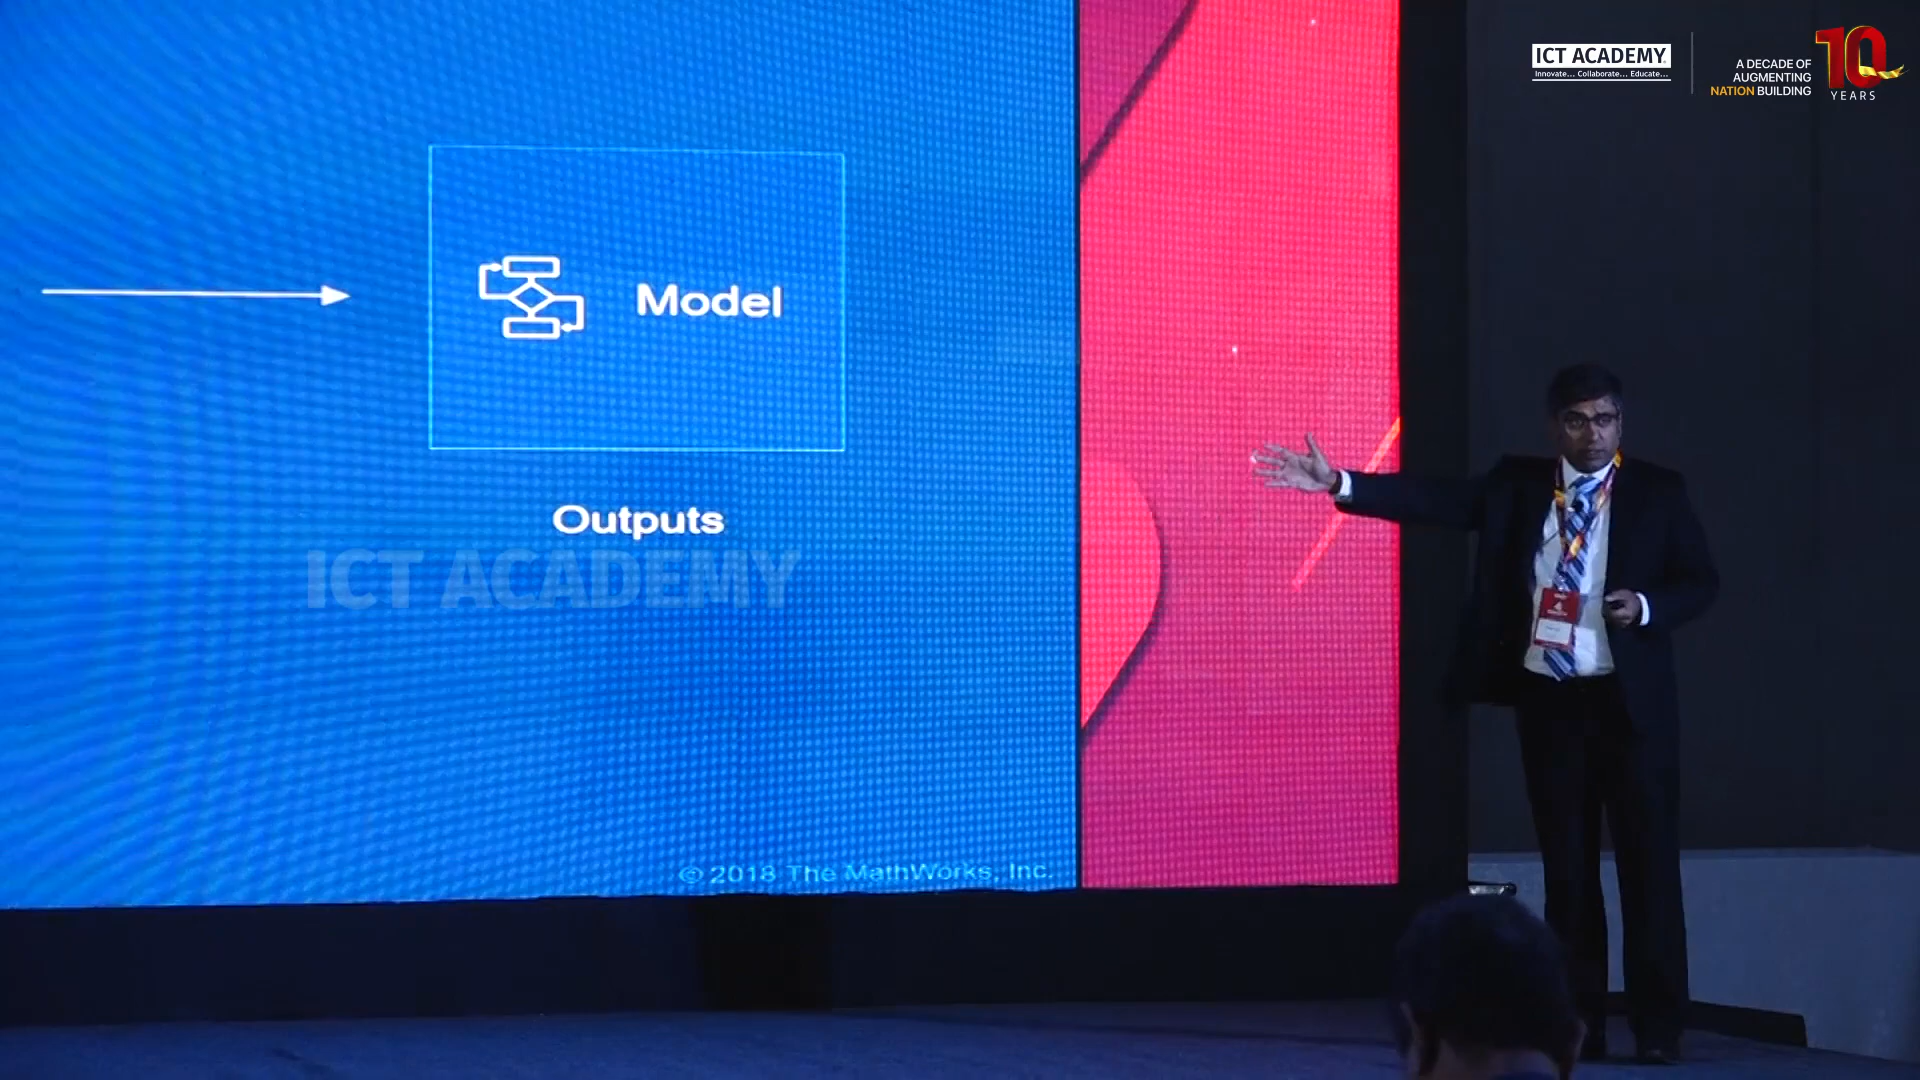 ICT ACADEMY
Innovate... Collaborate... Educate...
A DECADE OF
AUGMENTING
NATION BUILDING
10
YEARS
Model
Outputs
ICT ACADEMY
© 2018 The MathWorks, Inc.